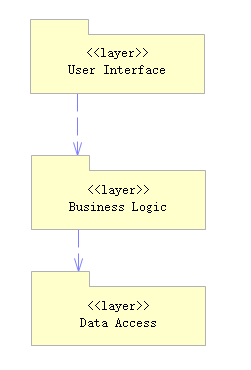 <<layer>>
User Interface
<<layer>>
Business Logic
<<layer>>
Data Access